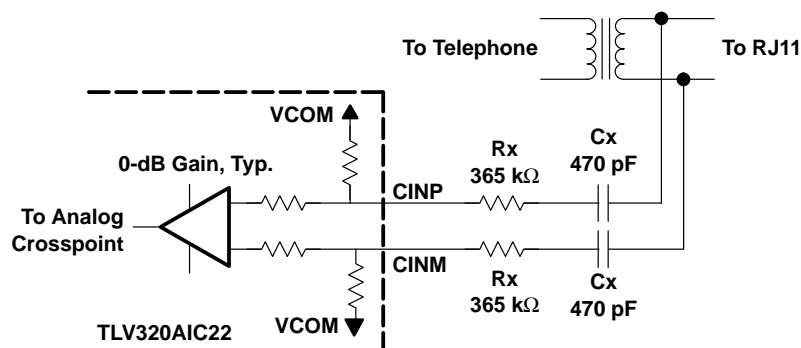 To Telephone
To RJ11
VCOM
Rx
365 kΩ
Cx
470 pF
0-dB Gain, Typ.
CINP
To Analog
Crosspoint
CINM
Rx
365 kΩ
Cx
470 pF
VCOM
TLV320AIC22